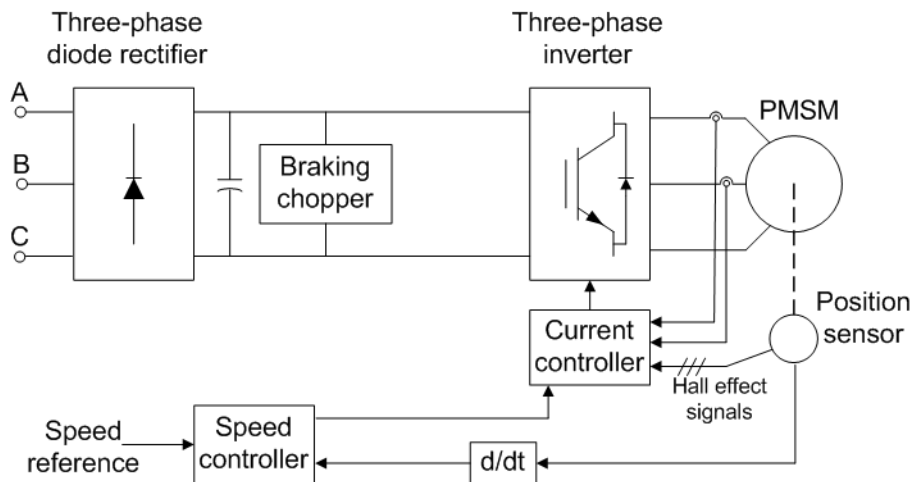 Three-phase
diode rectifier
Three-phase
inverter
A
B
C
Braking
chopper
PMSM
Position
sensor
Current
controller
Hall effect
signals
Speed
reference
Speed
controller
d/dt